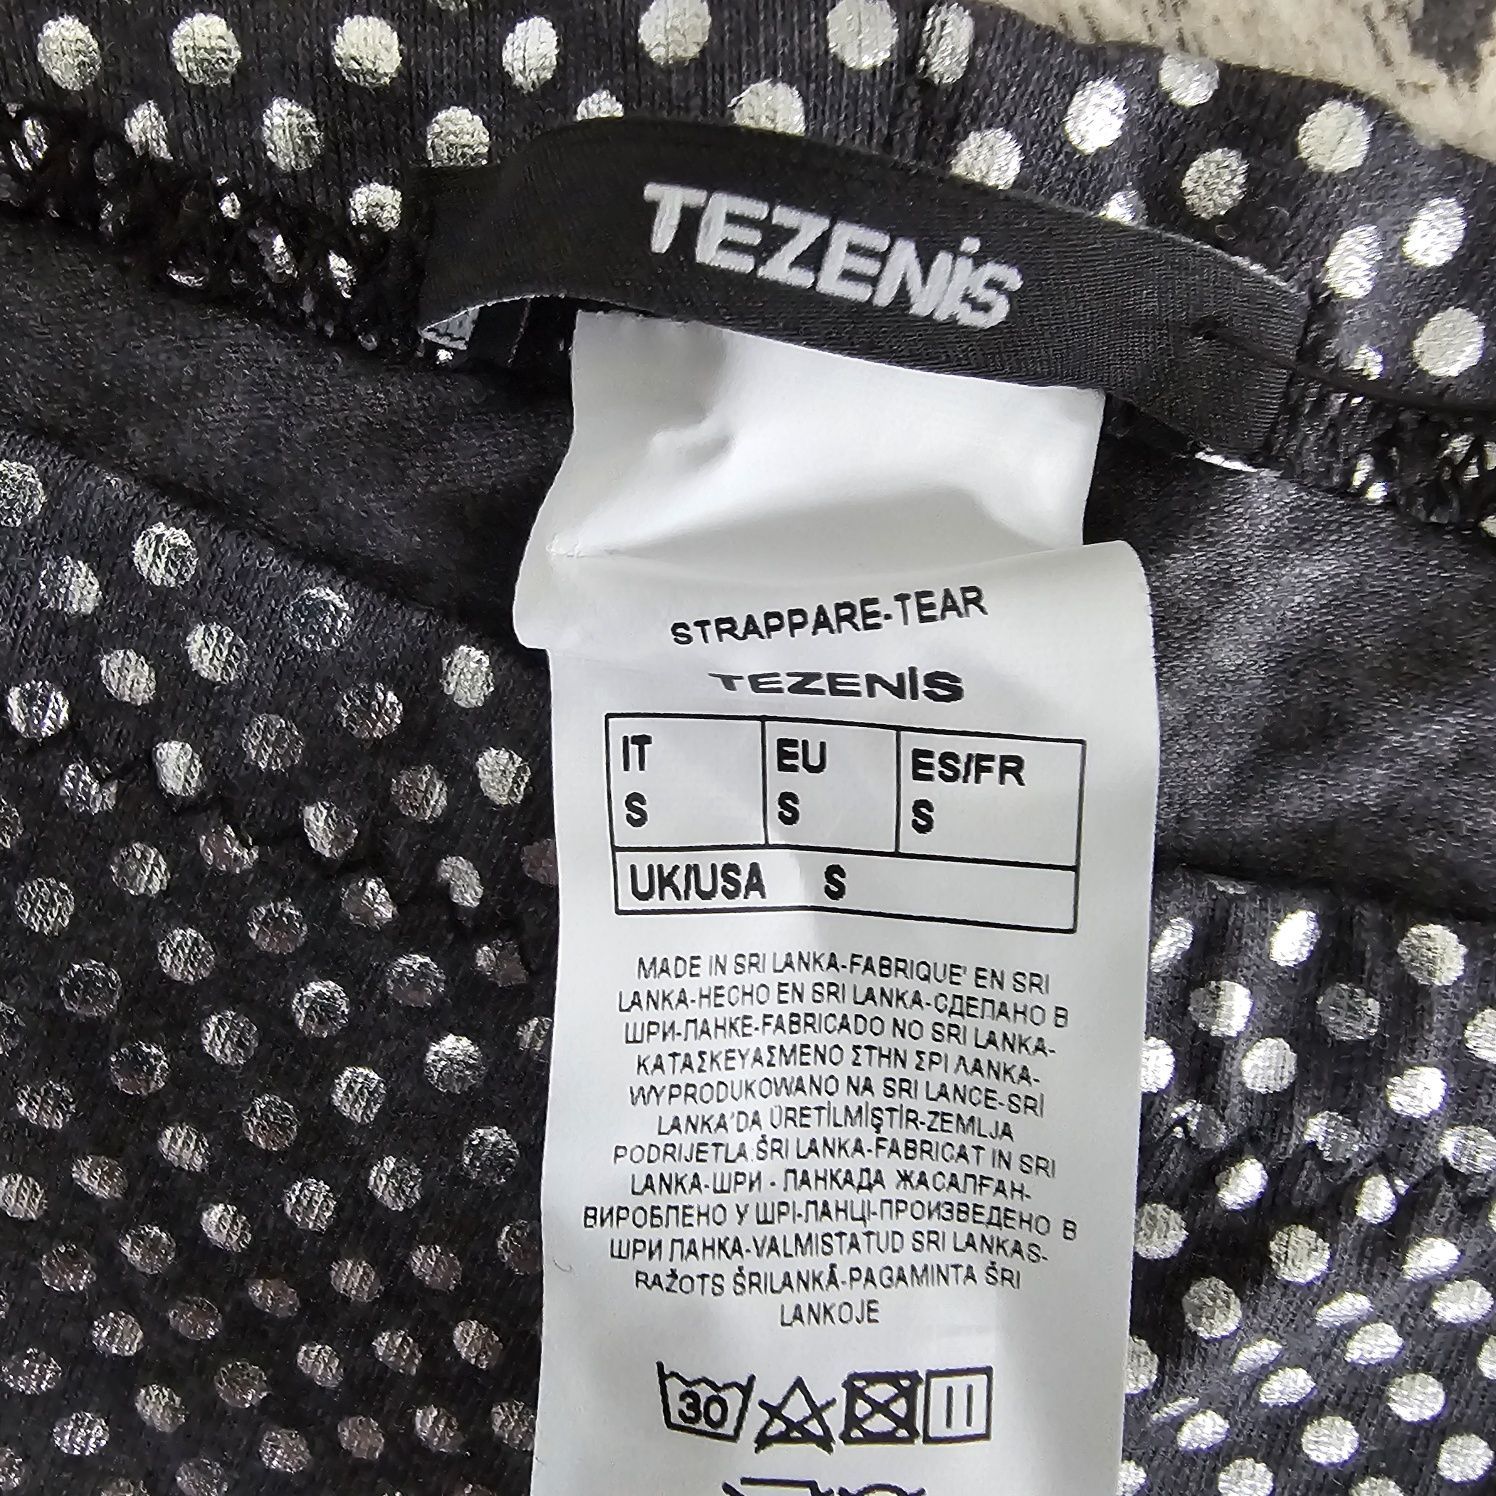 TEZENIS
STRAPPARE-TEAR
TEZENIS
IT EU ES/FR
S S S
UK/USA S
MADE IN SRI LANKA-FABRIQUE' EN SRI
LANKA-HECHO EN SRI LANKA-СДЕЛАНО В
ШРИ-ЛАНКЕ-FABRICADO NO SRI LANKA-
ΚΑΤΑΣΚΕΥΑΣΜΕΝΟ ΣΤΗΝ ΣΡΙ ΛΑΝΚΑ-
WYPRODUKOWANO NA SRI LANCE-SRİ
LANKA'DA ÜRETİLMİŞTİR-ZEMLJA
PODRIJETLA:ŠRI LANKA-FABRICAT IN SRI
LANKA-ШРИ - ЛАНКАДА ЖАСАЛҒАН-
ВИРОБЛЕНО У ШРІ-ЛАНЦІ-ПРОИЗВЕДЕНО В
ШРИ ЛАНКА-VALMISTATUD SRI LANKAS-
RAŽOTS ŠRILANKĀ-PAGAMINTA ŠRI
LANKOJE
30